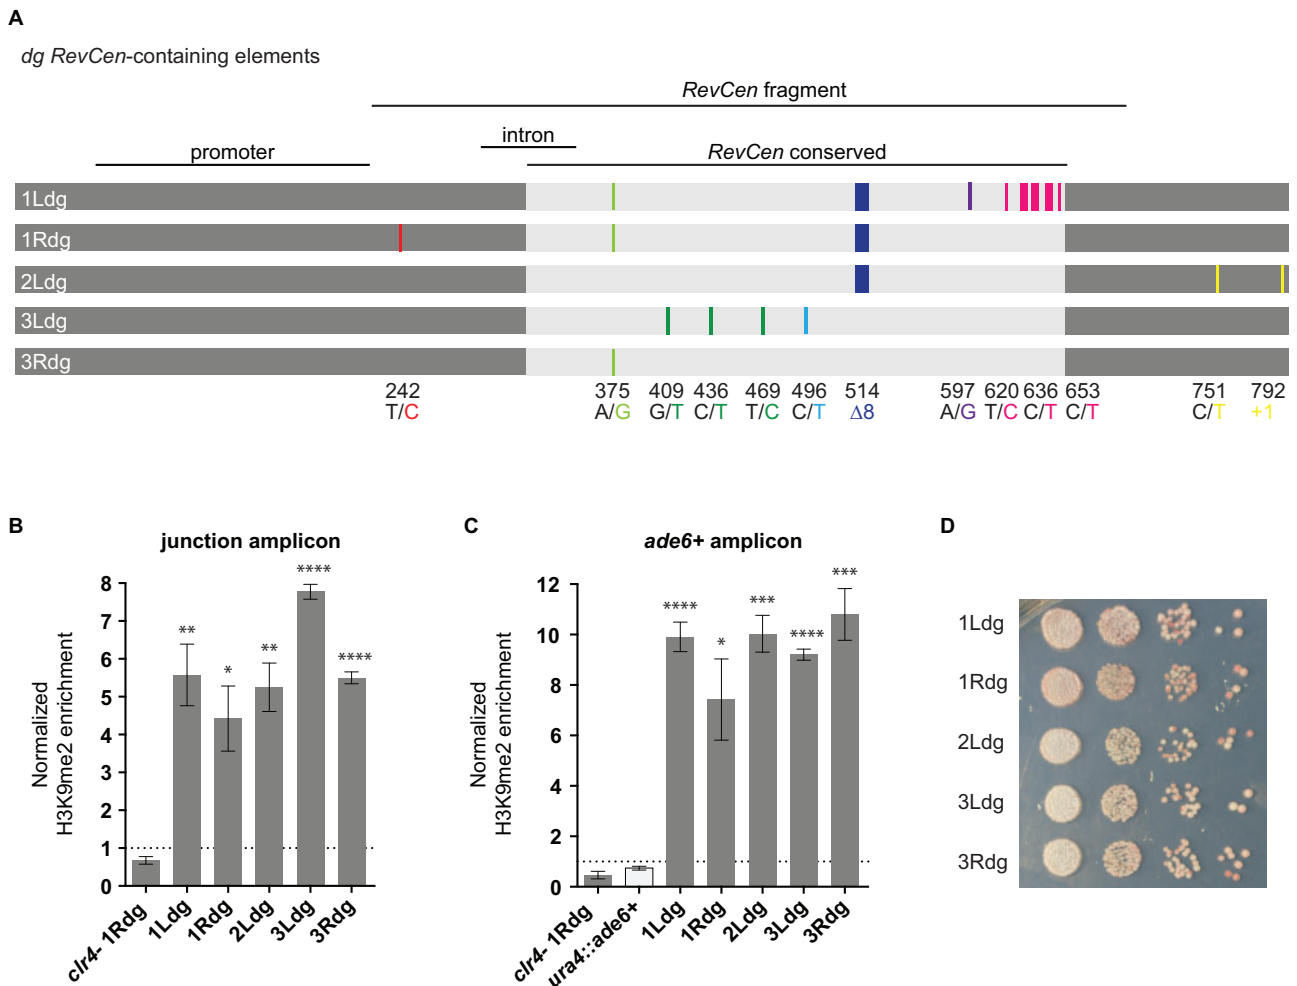 A
dg RevCen-containing elements
RevCen fragment
intron
promoter
RevCen conserved
1Ldg
1Rdg
2Ldg
3Ldg
3Rdg
242 375 409 436 469 496 514 597 620 636 653 751 792
T/C A/G G/T C/T T/C C/T Δ8 A/G T/C C/T C/T C/T +1
B
junction amplicon
Normalized
H3K9me2 enrichment
8
7
6
5
4
3
2
1
0
** * ** **** ****
clr4- 1Rdg
1Ldg
1Rdg
2Ldg
3Ldg
3Rdg
C
ade6+ amplicon
Normalized
H3K9me2 enrichment
12
10
8
6
4
2
0
**** * *** **** ***
clr4- 1Rdg
ura4::ade6+
1Ldg
1Rdg
2Ldg
3Ldg
3Rdg
D
1Ldg
1Rdg
2Ldg
3Ldg
3Rdg